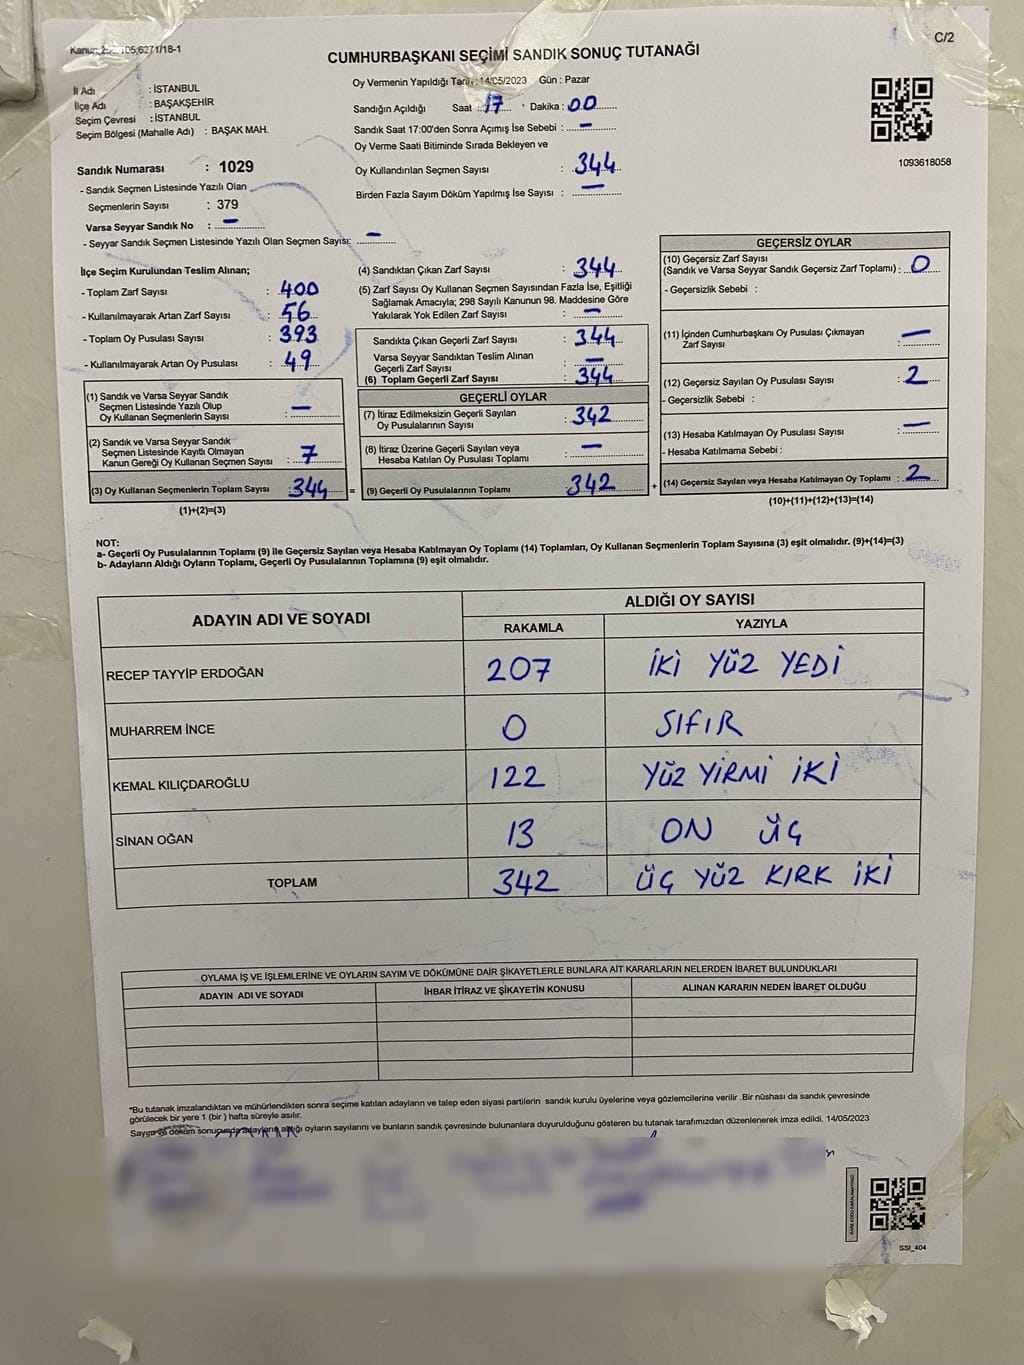 Kanun
C/2
CUMHURBAŞKANI SEÇİMİ SANDIK SONUÇ TUTANAĞI
İl Adı : İSTANBUL
İlçe Adı : BAŞAKŞEHİR
Seçim Çevresi : İSTANBUL
Seçim Bölgesi (Mahalle Adı) : BAŞAK MAH.
Oy Vermenin Yapıldığı Tarih : 14/05/2023 Gün : Pazar
Sandığın Açıldığı Saat : 17 Dakika : 00
Sandık Saat 17:00'den Sonra Açımış İse Sebebi : –
Oy Verme Saati Bitiminde Sırada Bekleyen ve
Oy Kullandırılan Seçmen Sayısı : 344
Birden Fazla Sayım Döküm Yapılmış İse Sayısı : –
1093618058
Sandık Numarası : 1029
- Sandık Seçmen Listesinde Yazılı Olan
Seçmenlerin Sayısı : 379
Varsa Seyyar Sandık No : –
- Seyyar Sandık Seçmen Listesinde Yazılı Olan Seçmen Sayısı: –
İlçe Seçim Kurulundan Teslim Alınan;
- Toplam Zarf Sayısı : 400
- Kullanılmayarak Artan Zarf Sayısı : 56
- Toplam Oy Pusulası Sayısı : 393
- Kullanılmayarak Artan Oy Pusulası : 49
(1) Sandık ve Varsa Seyyar Sandık
Seçmen Listesinde Yazılı Olup
Oy Kullanan Seçmenlerin Sayısı : –
(2) Sandık ve Varsa Seyyar Sandık
Seçmen Listesinde Kayıtlı Olmayan
Kanun Gereği Oy Kullanan Seçmen Sayısı : 7
(3) Oy Kullanan Seçmenlerin Toplam Sayısı : 344 =
(1)+(2)=(3)
(4) Sandıktan Çıkan Zarf Sayısı : 344
(5) Zarf Sayısı Oy Kullanan Seçmen Sayısından Fazla İse, Eşitliği
Sağlamak Amacıyla; 298 Sayılı Kanunun 98. Maddesine Göre
Yakılarak Yok Edilen Zarf Sayısı : –
Sandıkta Çıkan Geçerli Zarf Sayısı : 344
Varsa Seyyar Sandıktan Teslim Alınan
Geçerli Zarf Sayısı : –
(6) Toplam Geçerli Zarf Sayısı : 344
GEÇERLİ OYLAR
(7) İtiraz Edilmeksizin Geçerli Sayılan
Oy Pusulalarının Sayısı : 342
(8) İtiraz Üzerine Geçerli Sayılan veya
Hesaba Katılan Oy Pusulası Toplamı : –
(9) Geçerli Oy Pusulalarının Toplamı : 342 +
GEÇERSİZ OYLAR
(10) Geçersiz Zarf Sayısı
(Sandık ve Varsa Seyyar Sandık Geçersiz Zarf Toplamı) : 0
- Geçersizlik Sebebi :
(11) İçinden Cumhurbaşkanı Oy Pusulası Çıkmayan
Zarf Sayısı : –
(12) Geçersiz Sayılan Oy Pusulası Sayısı : 2
- Geçersizlik Sebebi :
(13) Hesaba Katılmayan Oy Pusulası Sayısı : –
- Hesaba Katılmama Sebebi :
(14) Geçersiz Sayılan veya Hesaba Katılmayan Oy Toplamı : 2
(10)+(11)+(12)+(13)=(14)
NOT:
a- Geçerli Oy Pusulalarının Toplamı (9) ile Geçersiz Sayılan veya Hesaba Katılmayan Oy Toplamı (14) Toplamları, Oy Kullanan Seçmenlerin Toplam Sayısına (3) eşit olmalıdır. (9)+(14)=(3)
b- Adayların Aldığı Oyların Toplamı, Geçerli Oy Pusulalarının Toplamına (9) eşit olmalıdır.
ADAYIN ADI VE SOYADI ALDIĞI OY SAYISI
RAKAMLA YAZIYLA
RECEP TAYYİP ERDOĞAN 207 İKİ YÜZ YEDİ
MUHARREM İNCE 0 SIFIR
KEMAL KILIÇDAROĞLU 122 YÜZ YİRMİ İKİ
SİNAN OĞAN 13 ON ÜÇ
TOPLAM 342 ÜÇ YÜZ KIRK İKİ
OYLAMA İŞ VE İŞLEMLERİNE VE OYLARIN SAYIM VE DÖKÜMÜNE DAİR ŞİKAYETLERLE BUNLARA AİT KARARLARIN NELERDEN İBARET BULUNDUKLARI
ADAYIN ADI VE SOYADI İHBAR İTİRAZ VE ŞİKAYETİN KONUSU ALINAN KARARIN NEDEN İBARET OLDUĞU
*Bu tutanak imzalandıktan ve mühürlendikten sonra seçime katılan adayların ve talep eden siyasi partilerin sandık kurulu üyelerine veya gözlemcilerine verilir .Bir nüshası da sandık çevresinde
görülecek bir yere 1 (bir ) hafta süreyle asılır.
Sayım ve döküm sonucunda adayların aldığı oyların sayılarını ve bunların sandık çevresinde bulunanlara duyurulduğunu gösteren bu tutanak tarafımızdan düzenlenerek imza edildi. 14/05/2023
SSI_404